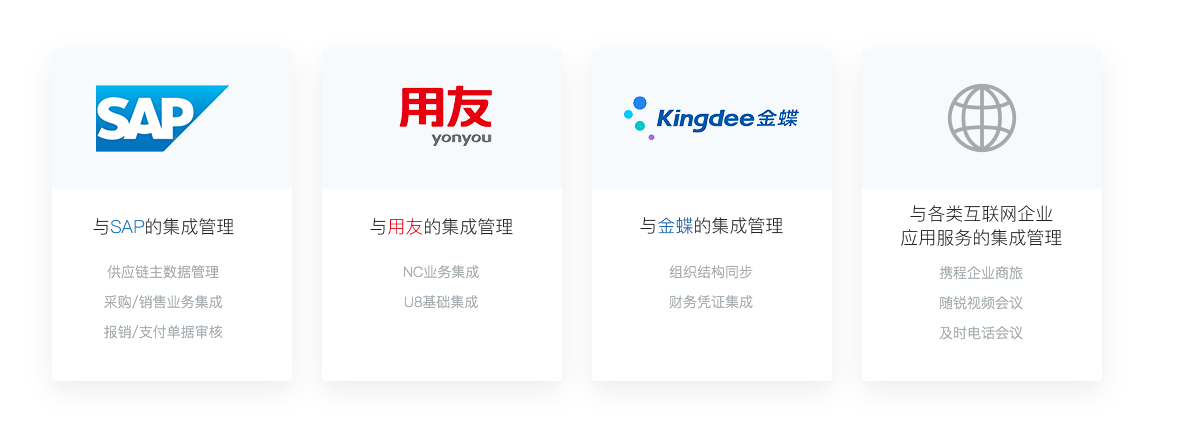 SAP
与SAP的集成管理
供应链主数据管理
采购/销售业务集成
报销/支付单据审核
用友
yonyou
与用友的集成管理
NC业务集成
U8基础集成
Kingdee金蝶
与金蝶的集成管理
组织结构同步
财务凭证集成
与各类互联网企业
应用服务的集成管理
携程企业商旅
随锐视频会议
及时电话会议